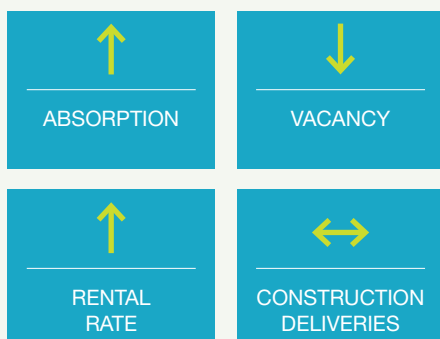 ABSORPTION
VACANCY
RENTAL
RATE
CONSTRUCTION
DELIVERIES